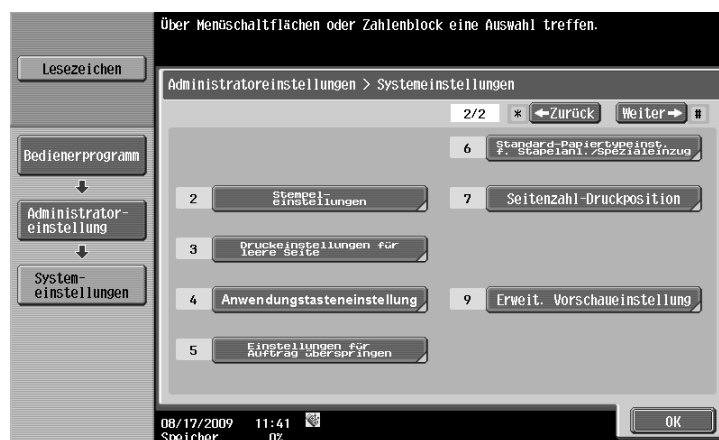 Über Menüschaltflächen oder Zahlenblock eine Auswahl treffen.
Lesezeichen
Administratoreinstellungen > Systemeinstellungen
2/2 * ←Zurück Weiter→ #
Bedienerprogramm
Administrator-
einstellung
System-
einstellungen
2 Stempel-
einstellungen
3 Druckeinstellungen für
leere Seite
4 Anwendungstasteneinstellung
5 Einstellungen für
Auftrag überspringen
6 Standard-Papiertypeinst.
f. Stapelanl./Spezialeinzug
7 Seitenzahl-Druckposition
9 Erweit. Vorschaueinstellung
08/17/2009 11:41
Speicher 0%
OK